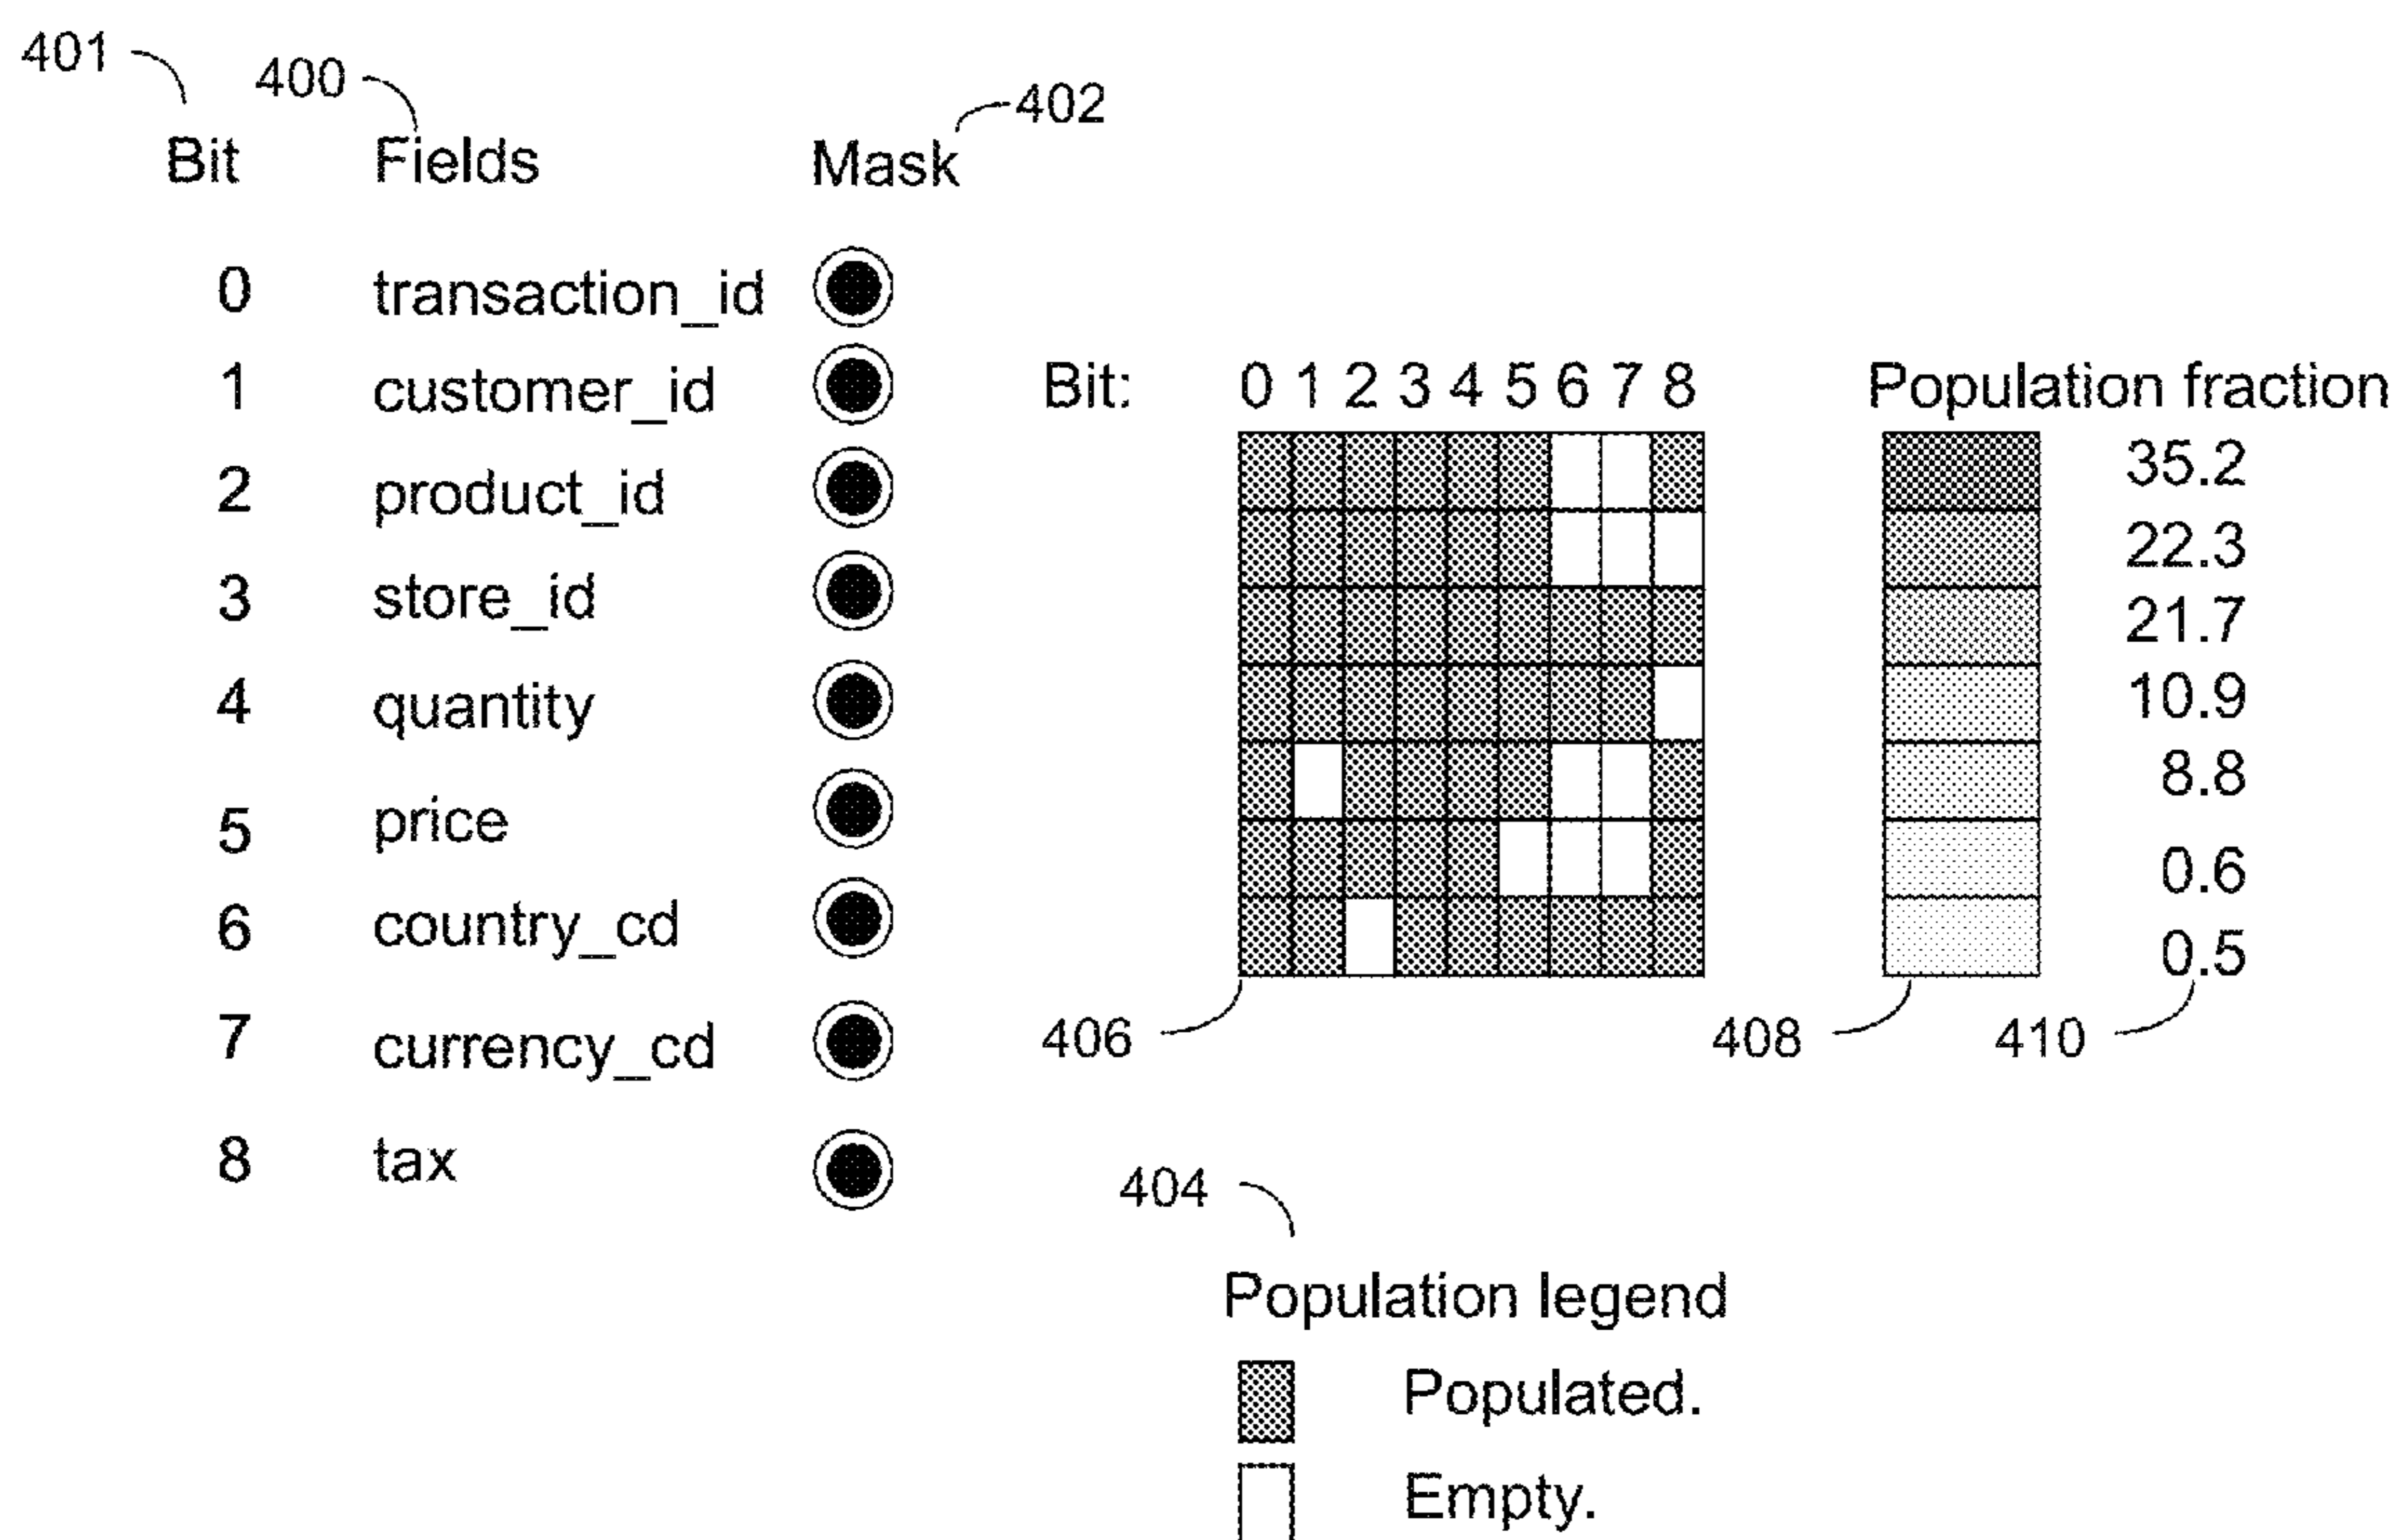 401
400
402
Bit Fields Mask
0 transaction_id
1 customer_id
Bit: 0 1 2 3 4 5 6 7 8 Population fraction
35.2
2 product_id
22.3
3 store_id
21.7
4 quantity
10.9
8.8
5 price
0.6
6 country_cd
0.5
7 currency_cd
406 408 410
8 tax
404
Population legend
Populated.
Empty.